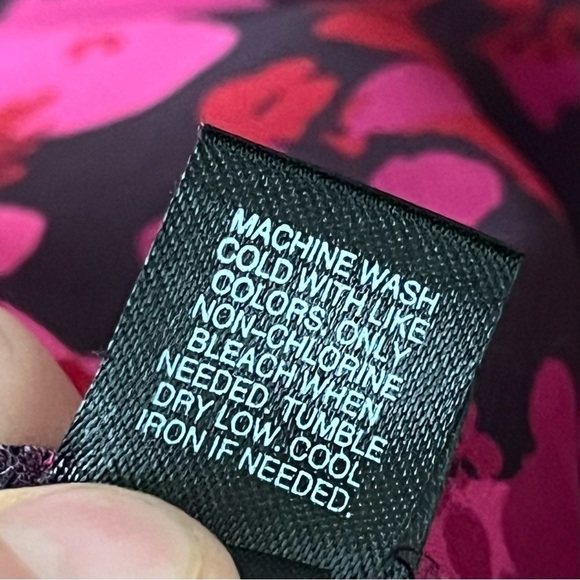 MACHINE WASH
COLD WITH LIKE
COLORS. ONLY
NON-CHLORINE
BLEACH WHEN
NEEDED. TUMBLE
DRY LOW. COOL
IRON IF NEEDED.